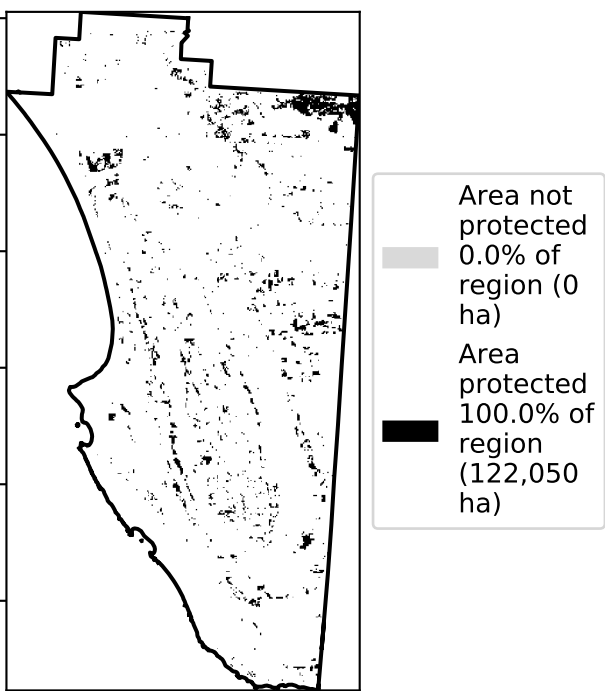 Area not
protected
0.0% of
region (0
ha)
Area
protected
100.0% of
region
(122,050
ha)